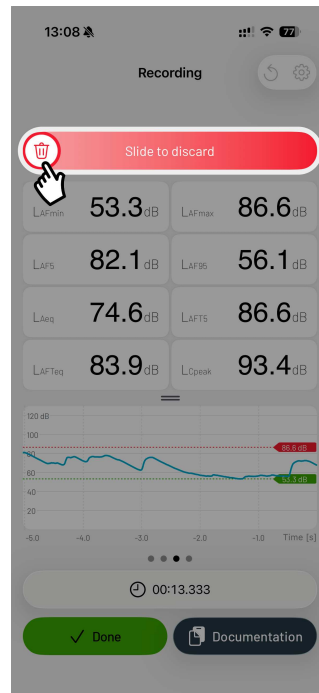 13:08 77
Recording
Slide to discard
LAFmin 53.3dB LAFmax 86.6dB
LAF5 82.1dB LAF95 56.1dB
LAeq 74.6dB LAFT5 86.6dB
LAFTeq 83.9dB LCpeak 93.4dB
120 dB
100
86.6 dB
80
60
53.3 dB
40
20
-5.0 -4.0 -3.0 -2.0 -1.0 Time [s]
00:13.333
Done Documentation